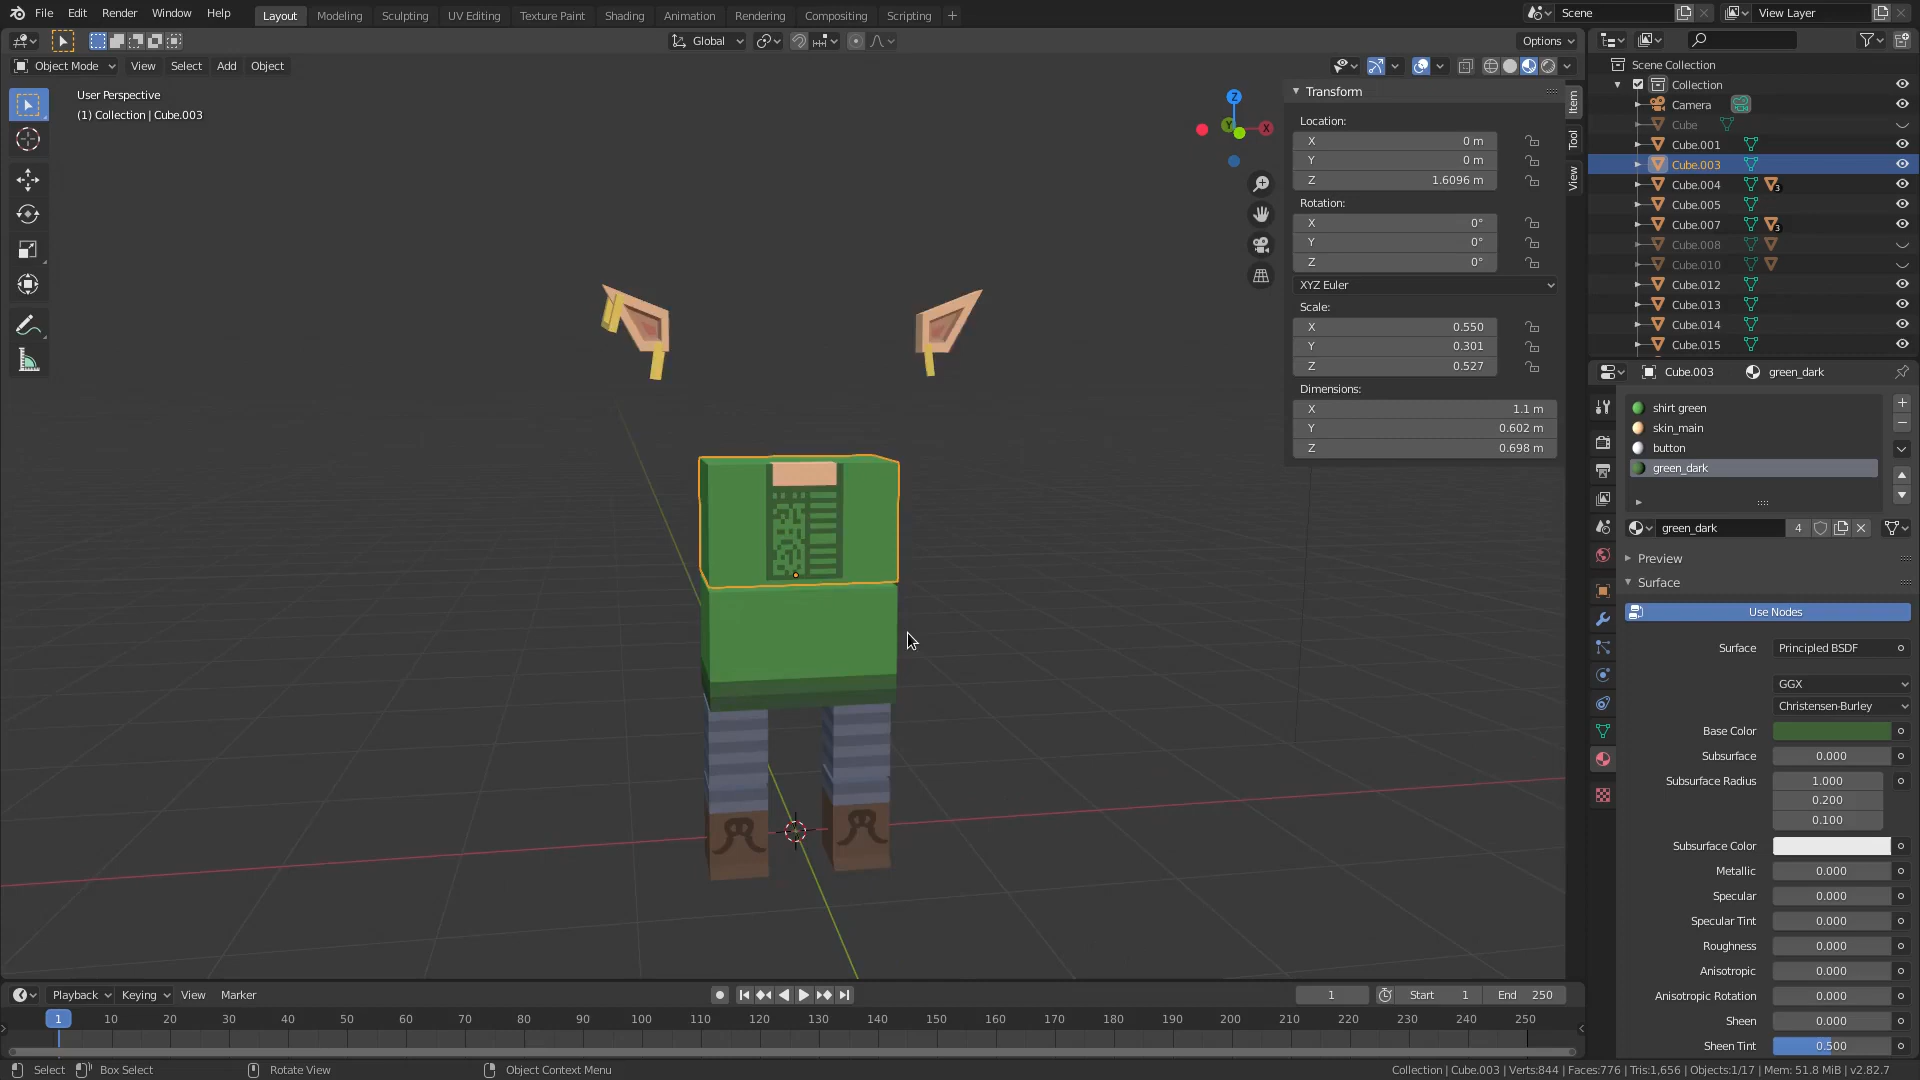 File Edit Render Window Help Layout Modeling Sculpting UV Editing Texture Paint Shading Animation Rendering Compositing Scripting + Scene View Layer
Global Options
Object Mode View Select Add Object
User Perspective
(1) Collection | Cube.003
Z
Y
X
Transform
Location:
X 0 m
Y 0 m
Z 1.6096 m
Rotation:
X 0°
Y 0°
Z 0°
XYZ Euler
Scale:
X 0.550
Y 0.301
Z 0.527
Dimensions:
X 1.1 m
Y 0.602 m
Z 0.698 m
Item
Tool
View
Scene Collection
Collection
Camera
Cube
Cube.001
Cube.003
Cube.004 3
Cube.005
Cube.007 3
Cube.008
Cube.010
Cube.012
Cube.013
Cube.014
Cube.015
Cube.003 green_dark
shirt green
skin_main
button
green_dark
green_dark 4
Preview
Surface
Use Nodes
Surface Principled BSDF
GGX
Christensen-Burley
Base Color
Subsurface 0.000
Subsurface Radius 1.000
0.200
0.100
Subsurface Color
Metallic 0.000
Specular 0.000
Specular Tint 0.000
Roughness 0.000
Anisotropic 0.000
Anisotropic Rotation 0.000
Sheen 0.000
Sheen Tint 0.500
Playback Keying View Marker 1 Start 1 End 250
1 10 20 30 40 50 60 70 80 90 100 110 120 130 140 150 160 170 180 190 200 210 220 230 240 250
Select Box Select Rotate View Object Context Menu Collection | Cube.003 | Verts:844 | Faces:776 | Tris:1,656 | Objects:1/17 | Mem: 51.8 MiB | v2.82.7